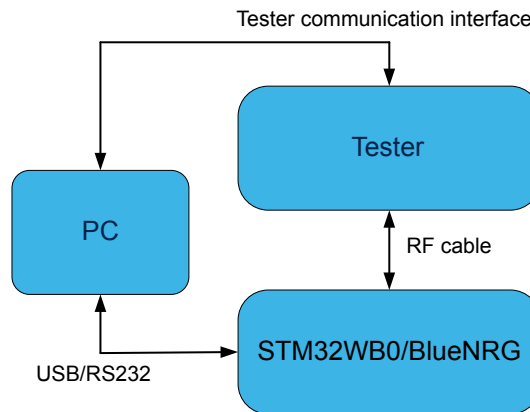 Tester communication interface
Tester
PC
RF cable
STM32WB0/BlueNRG
USB/RS232